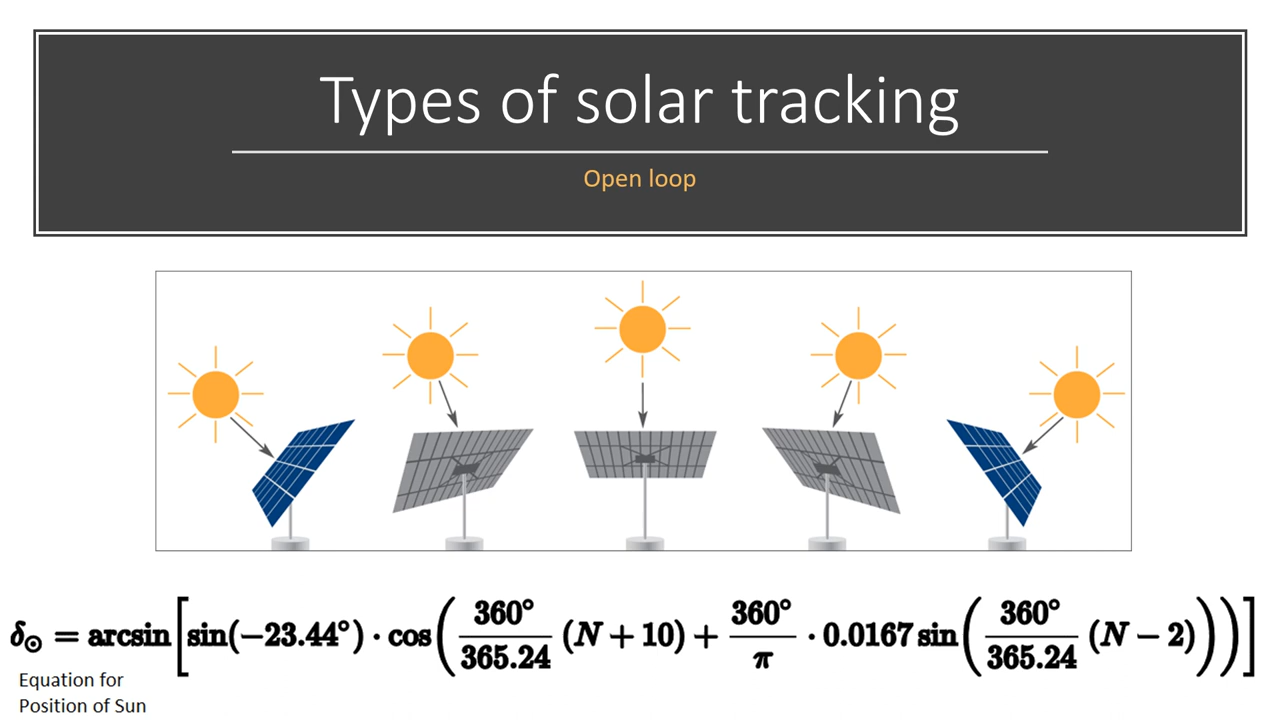 Types of solar tracking
Open loop
δ☉ = arcsin[sin(−23.44°) · cos(360°/365.24 (N + 10) + 360°/π · 0.0167 sin(360°/365.24 (N − 2)))]
Equation for
Position of Sun